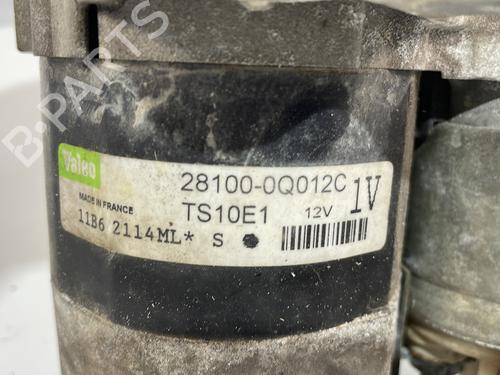 B-PARTS
Valeo
28100-0Q012C
1V
MADE IN FRANCE
TS10E1
12V
11B6 2114ML* S ●